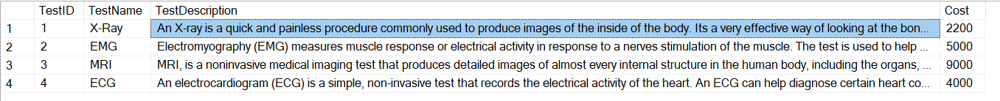 TestID TestName TestDescription Cost
1 1 X-Ray An X-ray is a quick and painless procedure commonly used to produce images of the inside of the body. Its a very effective way of looking at the bon... 2200
2 2 EMG Electromyography (EMG) measures muscle response or electrical activity in response to a nerves stimulation of the muscle. The test is used to help ... 5000
3 3 MRI MRI, is a noninvasive medical imaging test that produces detailed images of almost every internal structure in the human body, including the organs, ... 9000
4 4 ECG An electrocardiogram (ECG) is a simple, non-invasive test that records the electrical activity of the heart. An ECG can help diagnose certain heart co... 4000